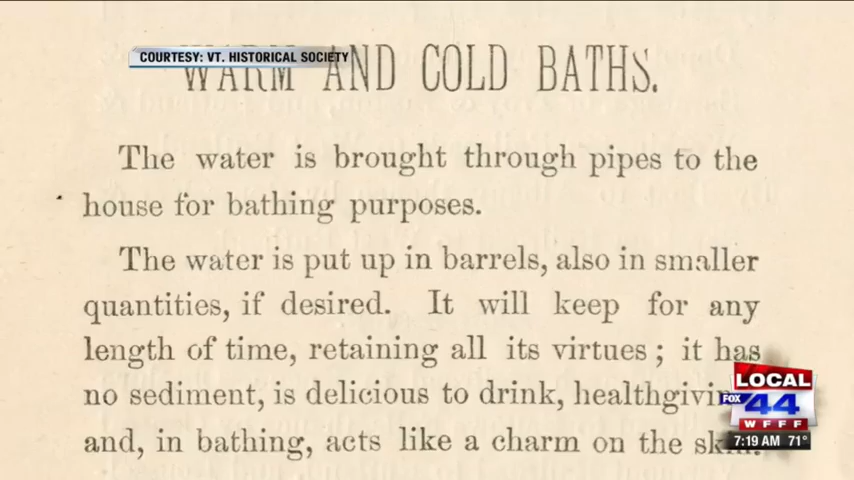 COURTESY: VT. HISTORICAL SOCIETY
WARM AND COLD BATHS.
The water is brought through pipes to the
house for bathing purposes.
The water is put up in barrels, also in smaller
quantities, if desired. It will keep for any
length of time, retaining all its virtues; it has
no sediment, is delicious to drink, healthgiving
and, in bathing, acts like a charm on the skin.
LOCAL
FOX 44
WFFF
7:19 AM 71°